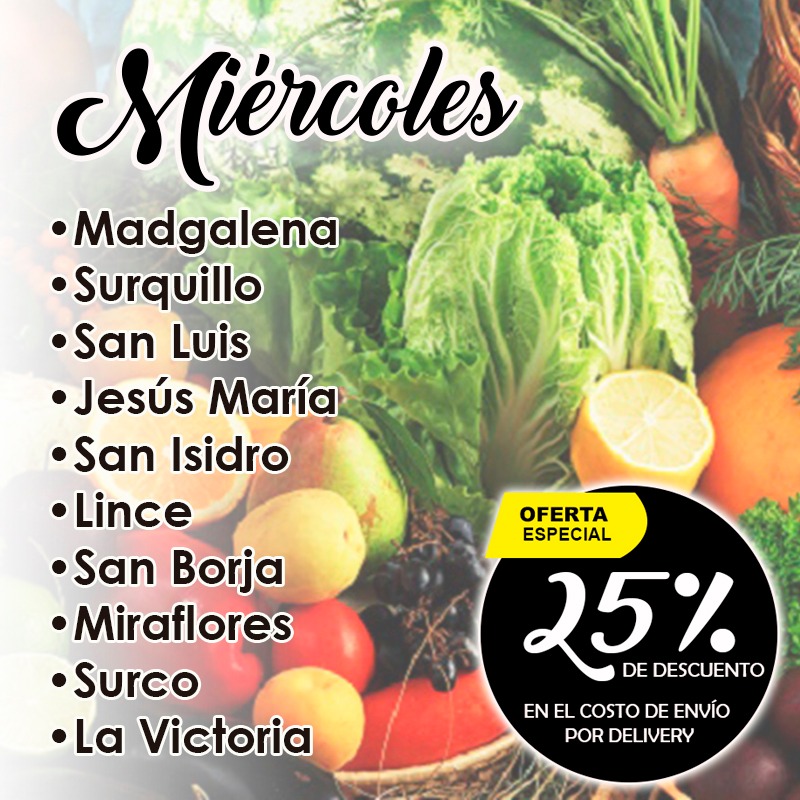 Miércoles
•Madgalena
•Surquillo
•San Luis
•Jesús María
•San Isidro
•Lince
•San Borja
•Miraflores
•Surco
•La Victoria
OFERTA
ESPECIAL
25%
DE DESCUENTO
EN EL COSTO DE ENVÍO
POR DELIVERY